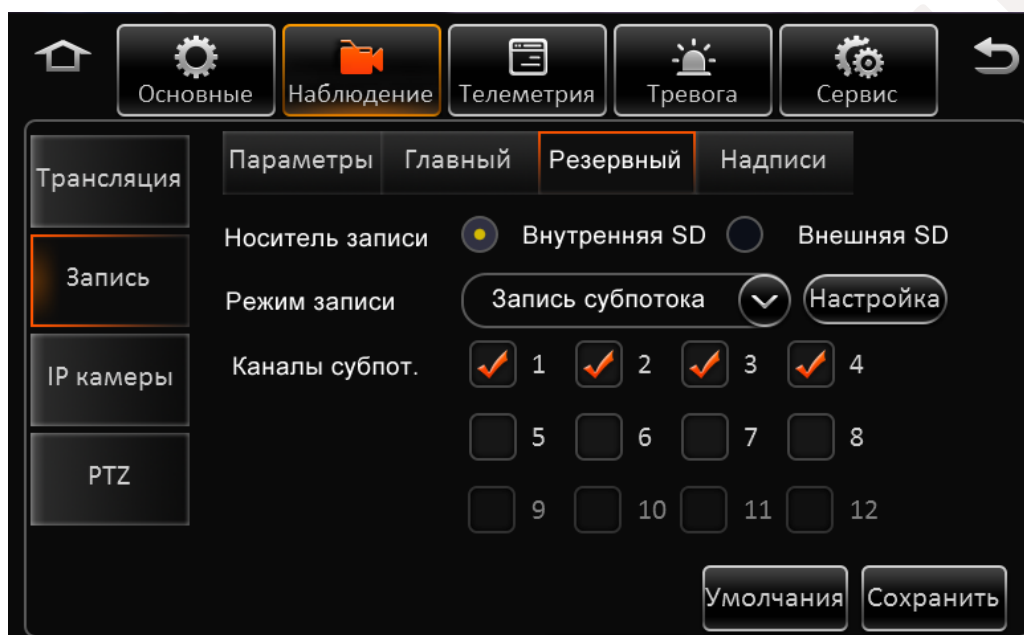 Основные Наблюдение Телеметрия Тревога Сервис
Трансляция
Запись
IP камеры
PTZ
Параметры Главный Резервный Надписи
Носитель записи Внутренняя SD Внешняя SD
Режим записи Запись субпотока Настройка
Каналы субпот. 1 2 3 4
5 6 7 8
9 10 11 12
Умолчания Сохранить